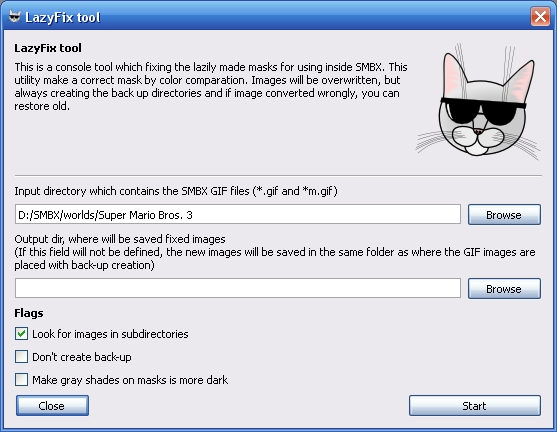 LazyFix tool
LazyFix tool
This is a console tool which fixing the lazily made masks for using inside SMBX. This
utility make a correct mask by color comparation. Images will be overwritten, but
always creating the back up directories and if image converted wrongly, you can
restore old.
Input directory which contains the SMBX GIF files (*.gif and *m.gif)
D:/SMBX/worlds/Super Mario Bros. 3
Browse
Output dir, where will be saved fixed images
(If this field will not be defined, the new images will be saved in the same folder as where the GIF images are
placed with back-up creation)
Browse
Flags
Look for images in subdirectories
Don't create back-up
Make gray shades on masks is more dark
Close
Start